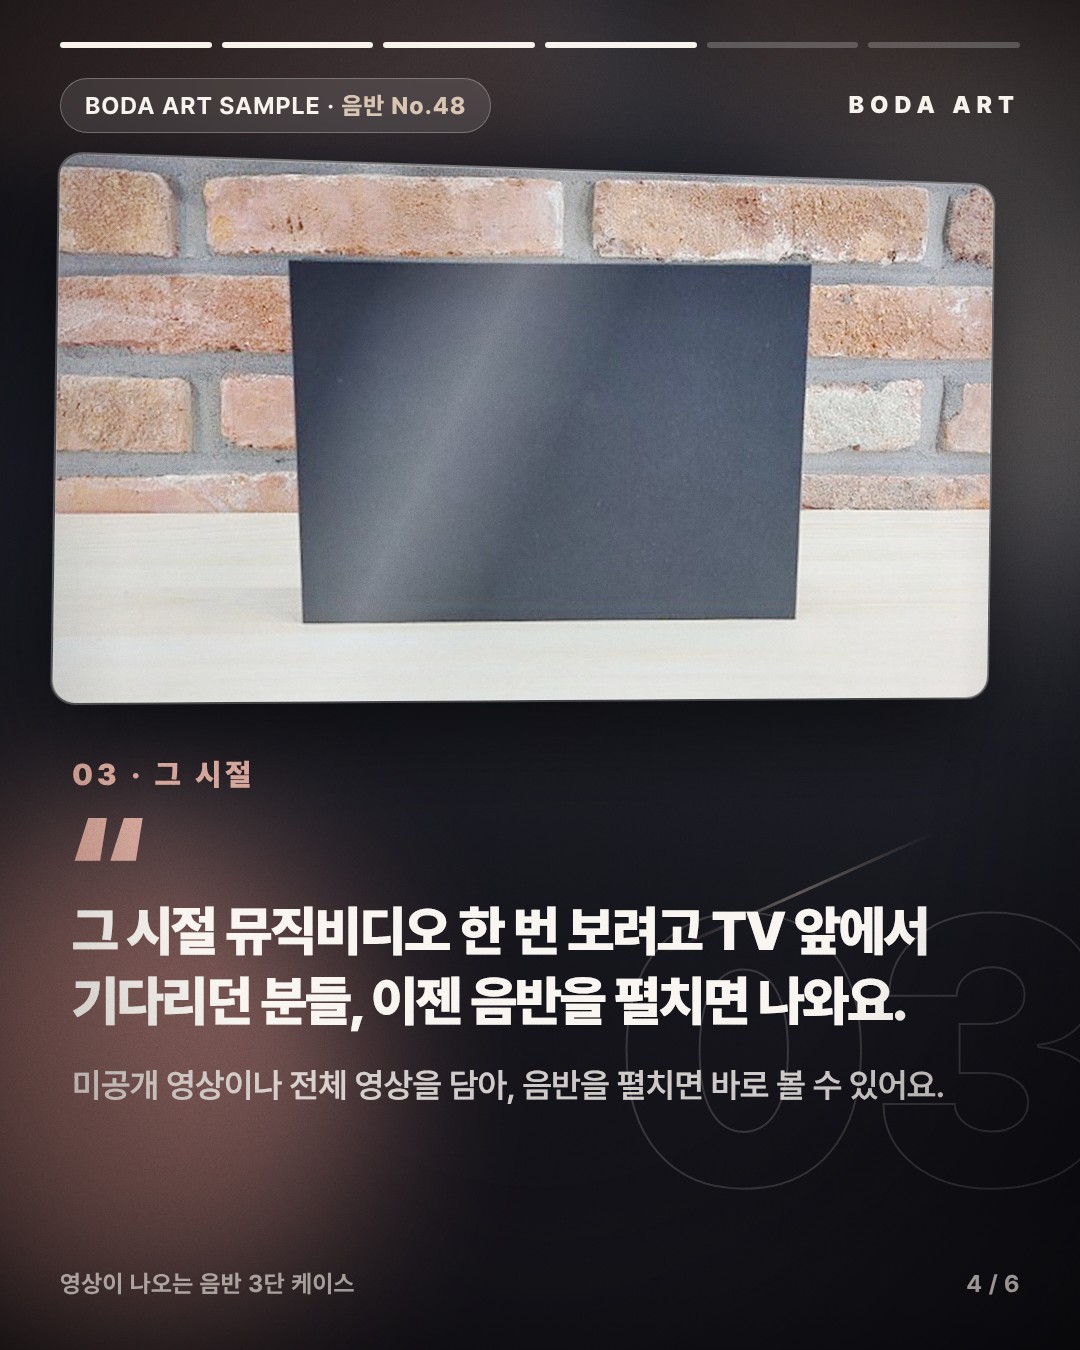 BODA ART SAMPLE · 음반 No.48
BODA ART
03 · 그 시절
“
그 시절 뮤직비디오 한 번 보려고 TV 앞에서
기다리던 분들, 이젠 음반을 펼치면 나와요.
미공개 영상이나 전체 영상을 담아, 음반을 펼치면 바로 볼 수 있어요.
03
영상이 나오는 음반 3단 케이스
4 / 6